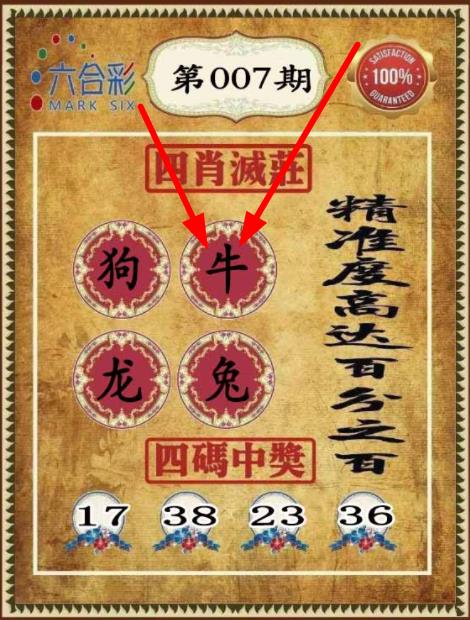 六合彩
MARK SIX
第007期
SATISFACTION
100%
GUARANTEED
四肖滅莊
狗
牛
龙
兔
精准度高达百分之百
四碼中獎
17
38
23
36